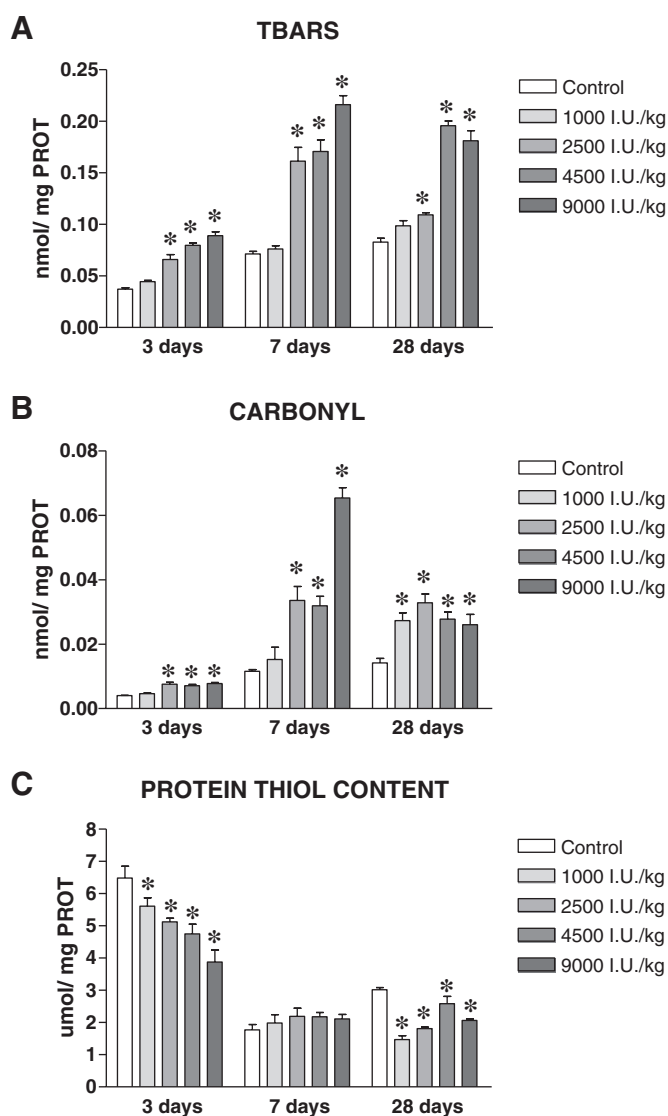 A
TBARS
nmol/ mg PROT
0.25
0.20
0.15
0.10
0.05
0.00
* * *
* * *
* * *
3 days 7 days 28 days
Control
1000 I.U./kg
2500 I.U./kg
4500 I.U./kg
9000 I.U./kg
B
CARBONYL
nmol/ mg PROT
0.08
0.06
0.04
0.02
0.00
* * *
* * *
* * * *
3 days 7 days 28 days
Control
1000 I.U./kg
2500 I.U./kg
4500 I.U./kg
9000 I.U./kg
C
PROTEIN THIOL CONTENT
umol/ mg PROT
8
7
6
5
4
3
2
1
0
* * * *
* * * *
3 days 7 days 28 days
Control
1000 I.U./kg
2500 I.U./kg
4500 I.U./kg
9000 I.U./kg